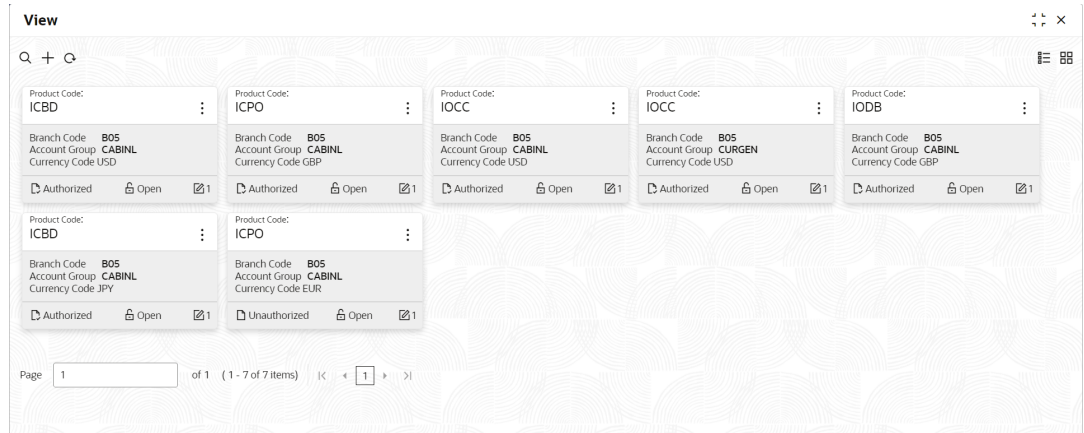 View
Product Code:
ICBD
Branch Code B05
Account Group CABINL
Currency Code USD
Authorized Open 1
Product Code:
ICPO
Branch Code B05
Account Group CABINL
Currency Code GBP
Authorized Open 1
Product Code:
IOCC
Branch Code B05
Account Group CABINL
Currency Code USD
Authorized Open 1
Product Code:
IOCC
Branch Code B05
Account Group CURGEN
Currency Code USD
Authorized Open 1
Product Code:
IODB
Branch Code B05
Account Group CABINL
Currency Code GBP
Authorized Open 1
Product Code:
ICBD
Branch Code B05
Account Group CABINL
Currency Code JPY
Authorized Open 1
Product Code:
ICPO
Branch Code B05
Account Group CABINL
Currency Code EUR
Unauthorized Open 1
Page 1 of 1 ( 1 - 7 of 7 items) 1